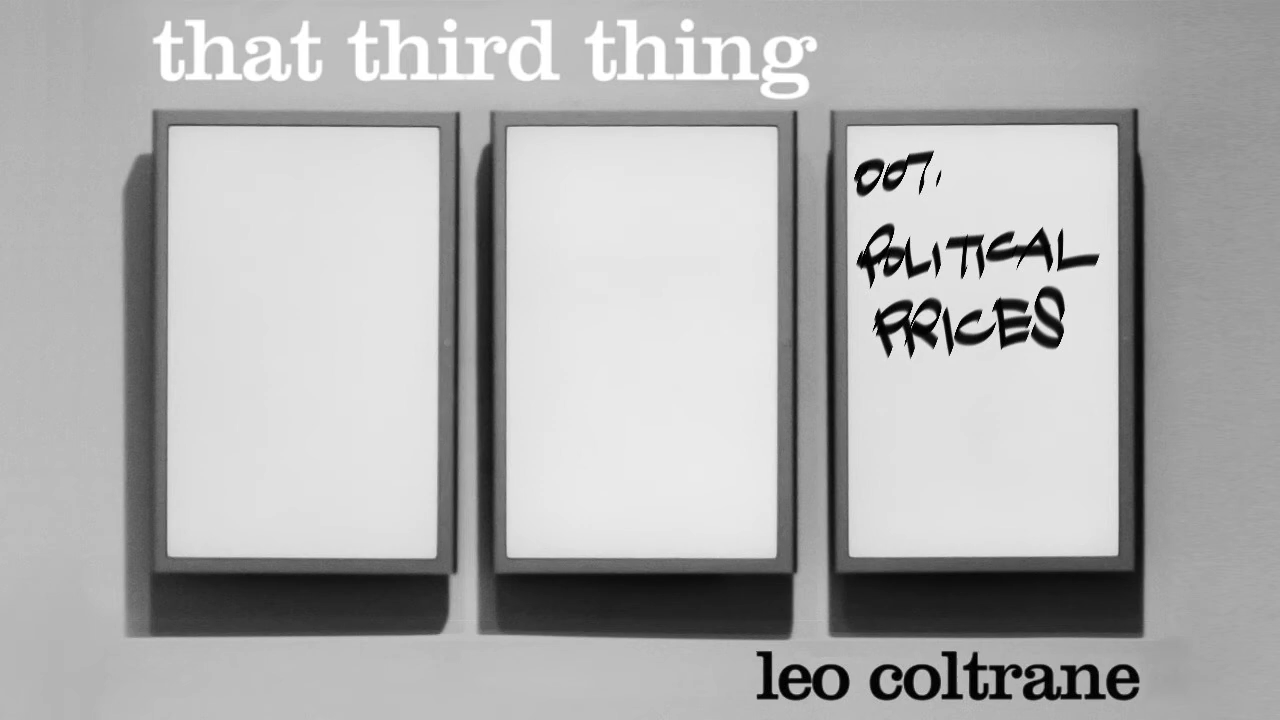 that third thing
007.
POLITICAL
PRICES
leo coltrane